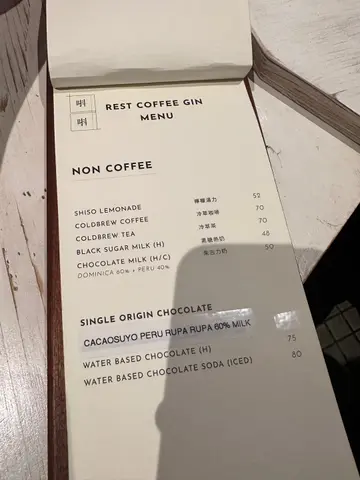 REST COFFEE GIN
MENU
NON COFFEE
SHISO LEMONADE 52
COLDBREW COFFEE 冷萃咖啡 70
COLDBREW TEA 冷萃茶 70
BLACK SUGAR MILK (H) 黑糖熱奶 48
CHOCOLATE MILK (H/C) 朱古力奶 50
DOMINICA 60% + PERU 40%
SINGLE ORIGIN CHOCOLATE
CACAOSUYO PERU RUPA RUPA 60% MILK
WATER BASED CHOCOLATE (H) 75
WATER BASED CHOCOLATE SODA (ICED) 80